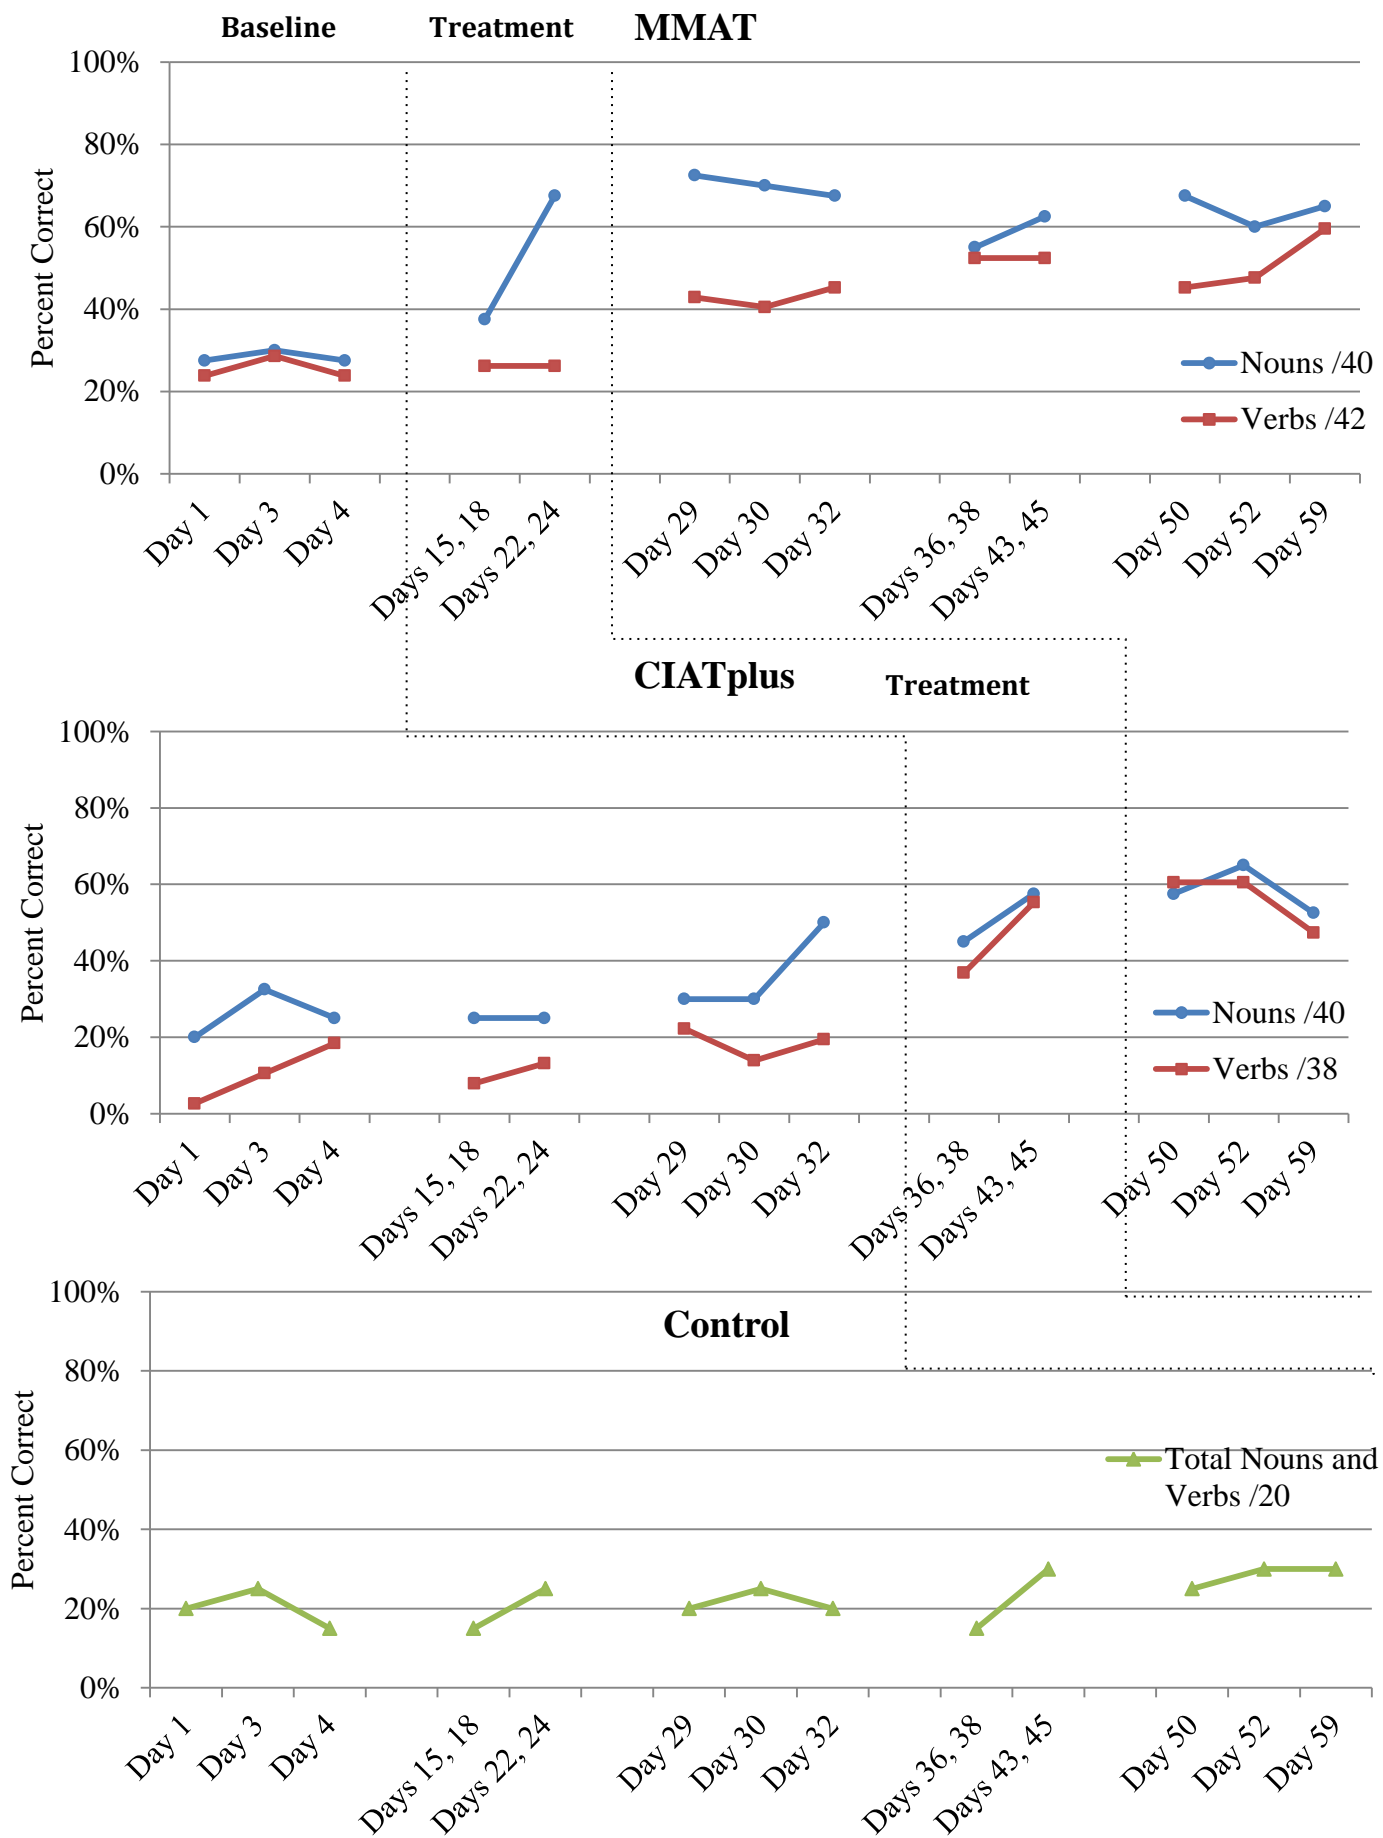 Baseline Treatment MMAT
100%
80%
60%
40%
20%
0%
Percent Correct
Nouns /40
Verbs /42
Day 1 Day 3 Day 4 Days 15, 18 Days 22, 24 Day 29 Day 30 Day 32 Days 36, 38 Days 43, 45 Day 50 Day 52 Day 59
CIATplus Treatment
100%
80%
60%
40%
20%
0%
Percent Correct
Nouns /40
Verbs /38
Day 1 Day 3 Day 4 Days 15, 18 Days 22, 24 Day 29 Day 30 Day 32 Days 36, 38 Days 43, 45 Day 50 Day 52 Day 59
Control
100%
80%
60%
40%
20%
0%
Percent Correct
Total Nouns and
Verbs /20
Day 1 Day 3 Day 4 Days 15, 18 Days 22, 24 Day 29 Day 30 Day 32 Days 36, 38 Days 43, 45 Day 50 Day 52 Day 59